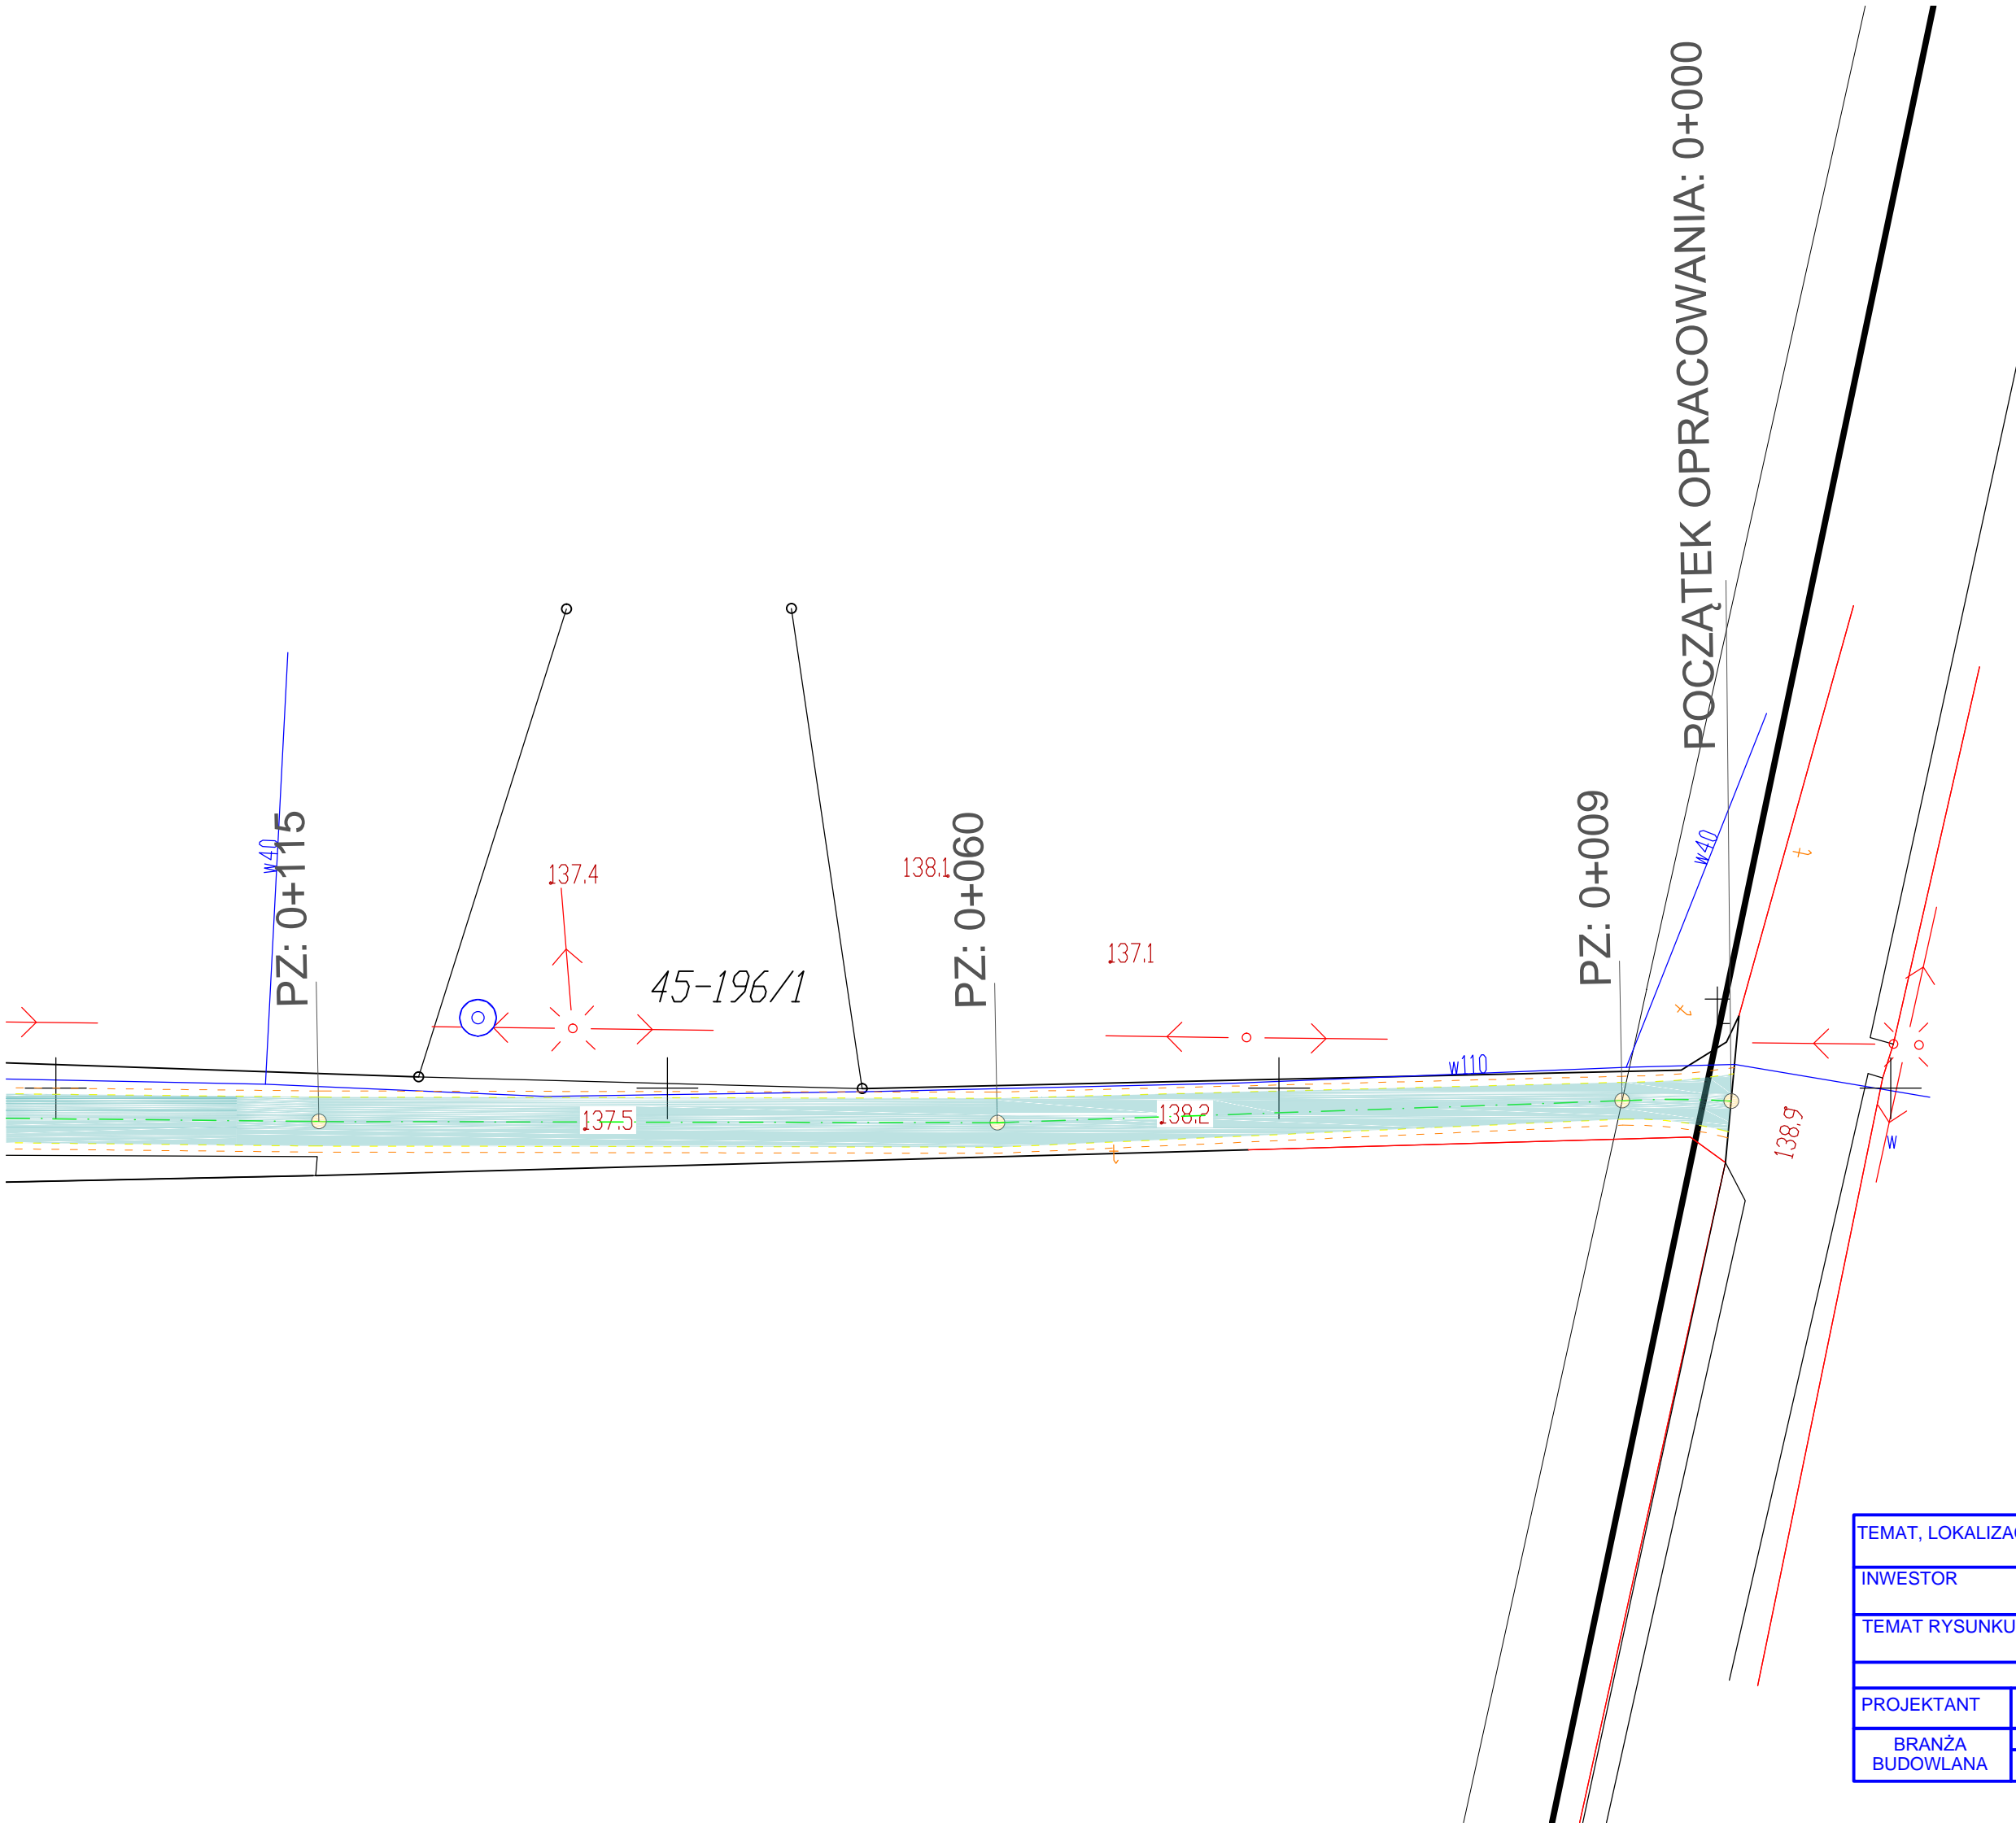 POCZĄTEK OPRACOWANIA: 0+000
PZ: 0+115
PZ: 0+060
PZ: 0+009
w40
w40
137.4
138.1
137.1
45-196/1
w110
137.5
138.2
138.9
t
t
t
w
TEMAT, LOKALIZA
INWESTOR
TEMAT RYSUNKU
PROJEKTANT
BRANŻA
BUDOWLANA